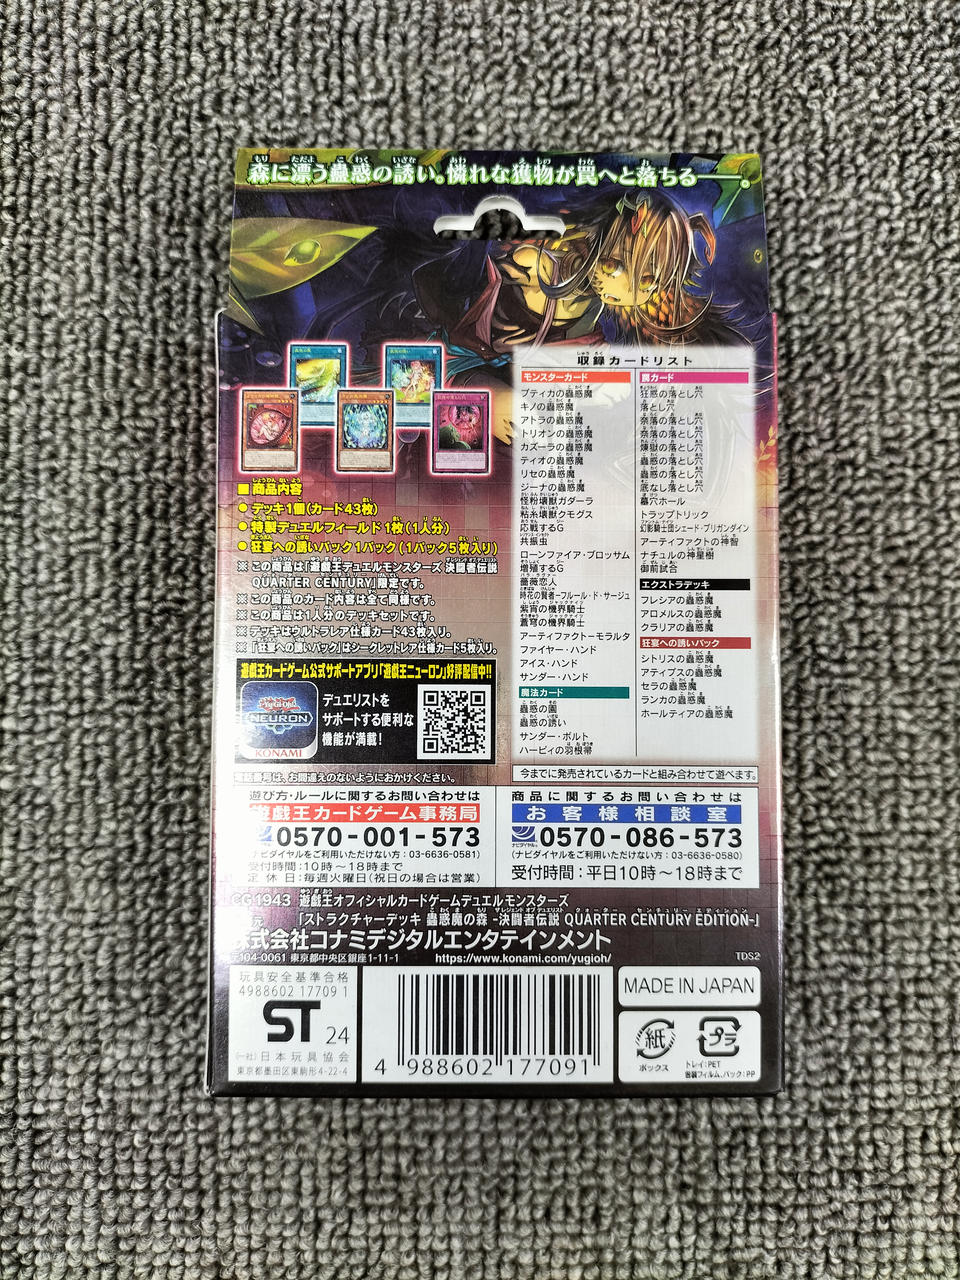 森に漂う蟲惑の誘い。憐れな獲物が罠へと落ちる――。
収録カードリスト
モンスターカード
プティカの蟲惑魔
キノの蟲惑魔
アトラの蟲惑魔
トリオンの蟲惑魔
カズーラの蟲惑魔
ティオの蟲惑魔
リセの蟲惑魔
ジーナの蟲惑魔
怪粉壊獣ガダーラ
粘糸壊獣クモグス
応戦するG
共振虫
ローンファイア・ブロッサム
増殖するG
薔薇恋人
時花の賢者-フルール・ド・サージュ
紫宵の機界騎士
蒼穹の機界騎士
アーティファクト-モラルタ
ファイヤー・ハンド
アイス・ハンド
サンダー・ハンド
魔法カード
蟲惑の園
蟲惑の誘い
サンダー・ボルト
ハーピィの羽根帚
罠カード
狂惑の落とし穴
落とし穴
奈落の落とし穴
奈落の落とし穴
煉獄の落とし穴
蟲惑の落とし穴
底なし落とし穴
墓穴ホール
トラップトリック
幻影騎士団シェード・ブリガンダイン
アーティファクトの神智
ナチュルの神星樹
御前試合
エクストラデッキ
フレシアの蟲惑魔
アロメルスの蟲惑魔
クラリアの蟲惑魔
狂宴への誘いパック
シトリスの蟲惑魔
アティプスの蟲惑魔
セラの蟲惑魔
ランカの蟲惑魔
ホールティアの蟲惑魔
今までに発売されているカードと組み合わせて遊べます。
■商品内容
●デッキ1個(カード43枚)
●特製デュエルフィールド1枚(1人分)
●狂宴への誘いパック1パック(1パック5枚入り)
※この商品は「遊戯王デュエルモンスターズ 決闘者伝説
QUARTER CENTURY」限定です。
※この商品のカード内容は全て同様です。
※この商品は1人分のデッキセットです。
※デッキはウルトラレア仕様カード43枚入り。
※「狂宴への誘いパック」はシークレットレア仕様カード5枚入り。
遊戯王カードゲーム公式サポートアプリ「遊戯王ニューロン」好評配信中!!
Yu-Gi-Oh!
NEURON
KONAMI
デュエリストを
サポートする便利な
機能が満載!
電話番号は、お間違えのないようにおかけください。
遊び方・ルールに関するお問い合わせは
遊戯王カードゲーム事務局
0570-001-573
(ナビダイヤルをご利用いただけない方:03-6636-0581)
受付時間:10時〜18時まで
定休日:毎週火曜日(祝日の場合は営業)
商品に関するお問い合わせは
お客様相談室
ナビダイヤル
0570-086-573
(ナビダイヤルをご利用いただけない方:03-6636-0580)
受付時間:平日10時〜18時まで
CG1943 遊戯王オフィシャルカードゲームデュエルモンスターズ
元 「ストラクチャーデッキ 蟲惑魔の森 -決闘者伝説 QUARTER CENTURY EDITION-」
株式会社コナミデジタルエンタテインメント
〒104-0061 東京都中央区銀座1-11-1 https://www.konami.com/yugioh/
TDS2
玩具安全基準合格
4988602 17709 1
ST 24
(一社)日本玩具協会
東京都墨田区東駒形4-22-4
4 988602 177091
MADE IN JAPAN
紙
ボックス
プラ
トレイ:PET
包装フィルム、パック:PP